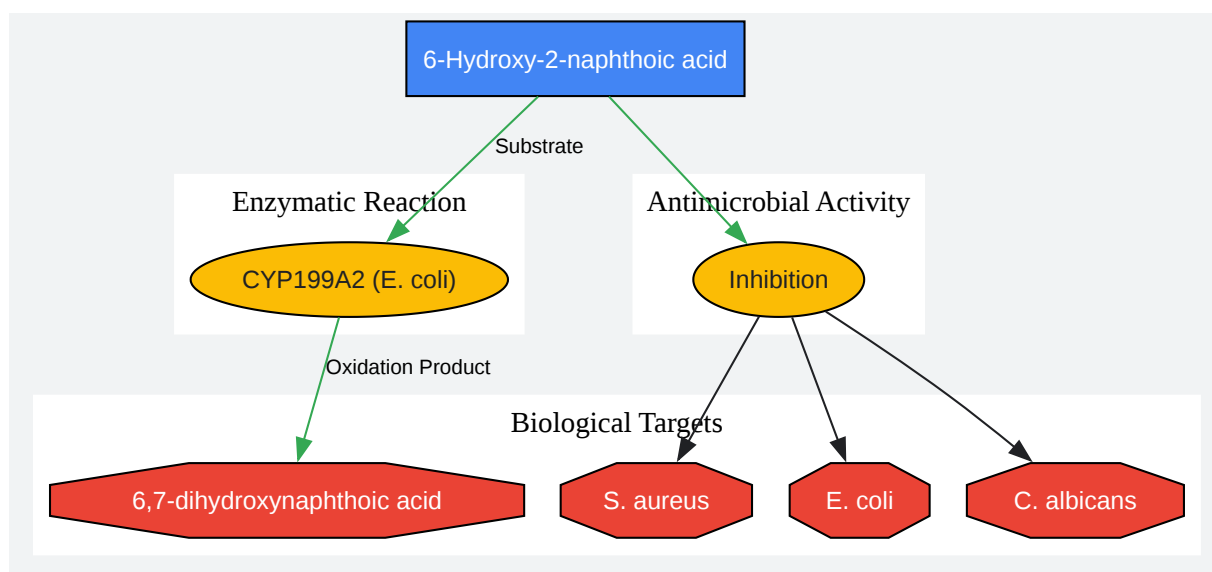 6-Hydroxy-2-naphthoic acid
Substrate
Enzymatic Reaction
Antimicrobial Activity
CYP199A2 (E. coli)
Inhibition
Oxidation Product
Biological Targets
6,7-dihydroxynaphthoic acid
S. aureus
E. coli
C. albicans